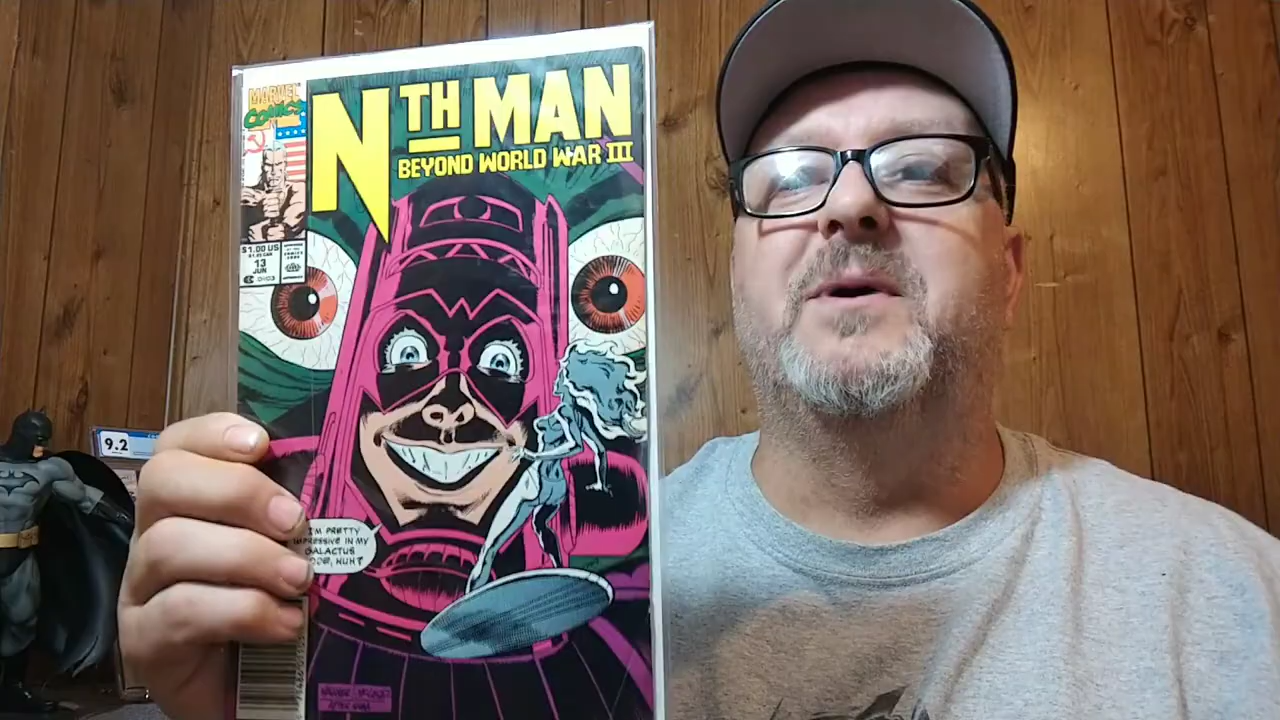 MARVEL
COMICS
NTH MAN
BEYOND WORLD WAR III
$1.00 US
13
JUN
9.2
I'M PRETTY
IMPRESSIVE IN MY
GALACTUS
HUH?